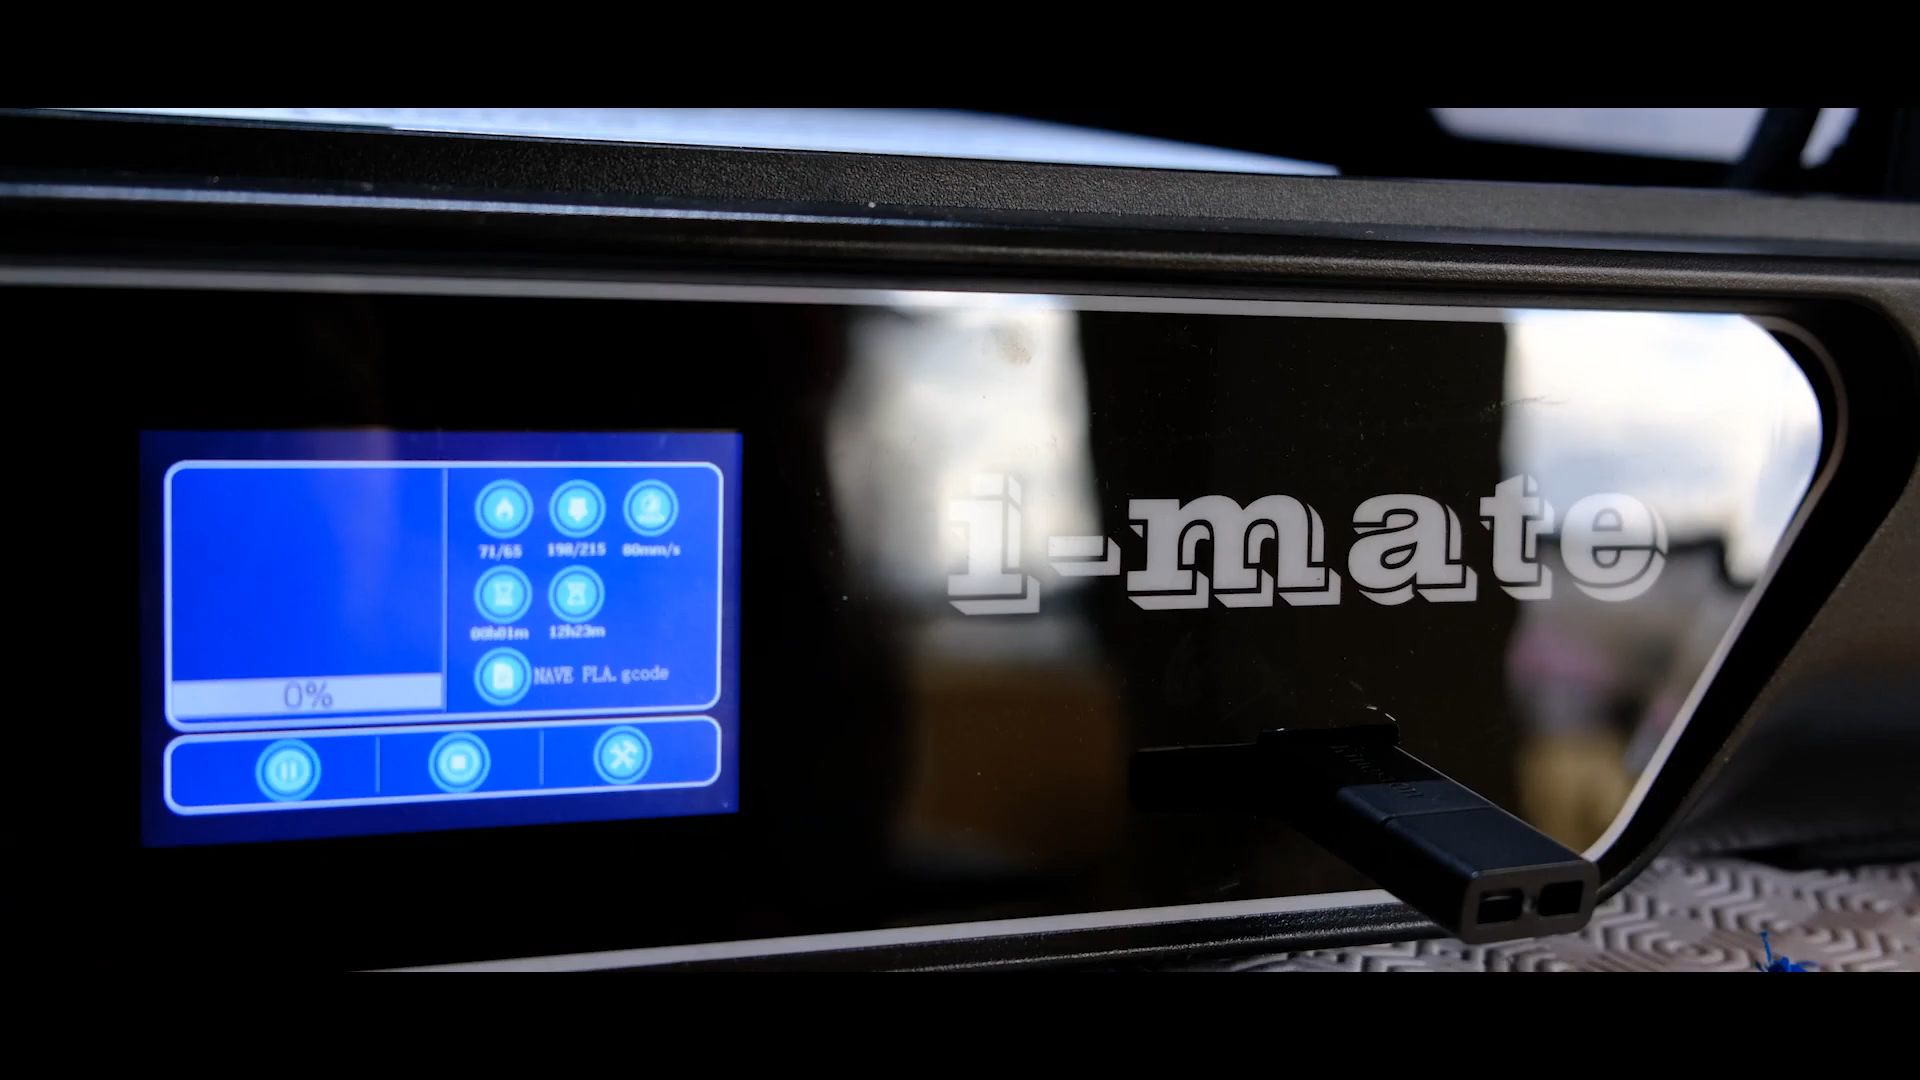 71/65 198/215 80mm/s
i-mate
00h01m 12h23m
NAVE PLA.gcode
0%